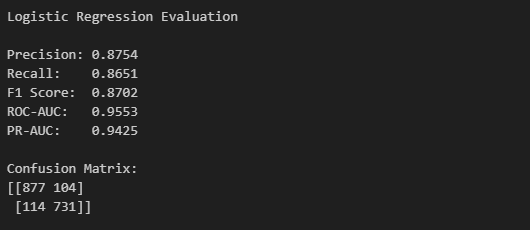 Logistic Regression Evaluation
Precision: 0.8754
Recall:    0.8651
F1 Score:  0.8702
ROC-AUC:   0.9553
PR-AUC:    0.9425
Confusion Matrix:
[[877 104]
 [114 731]]